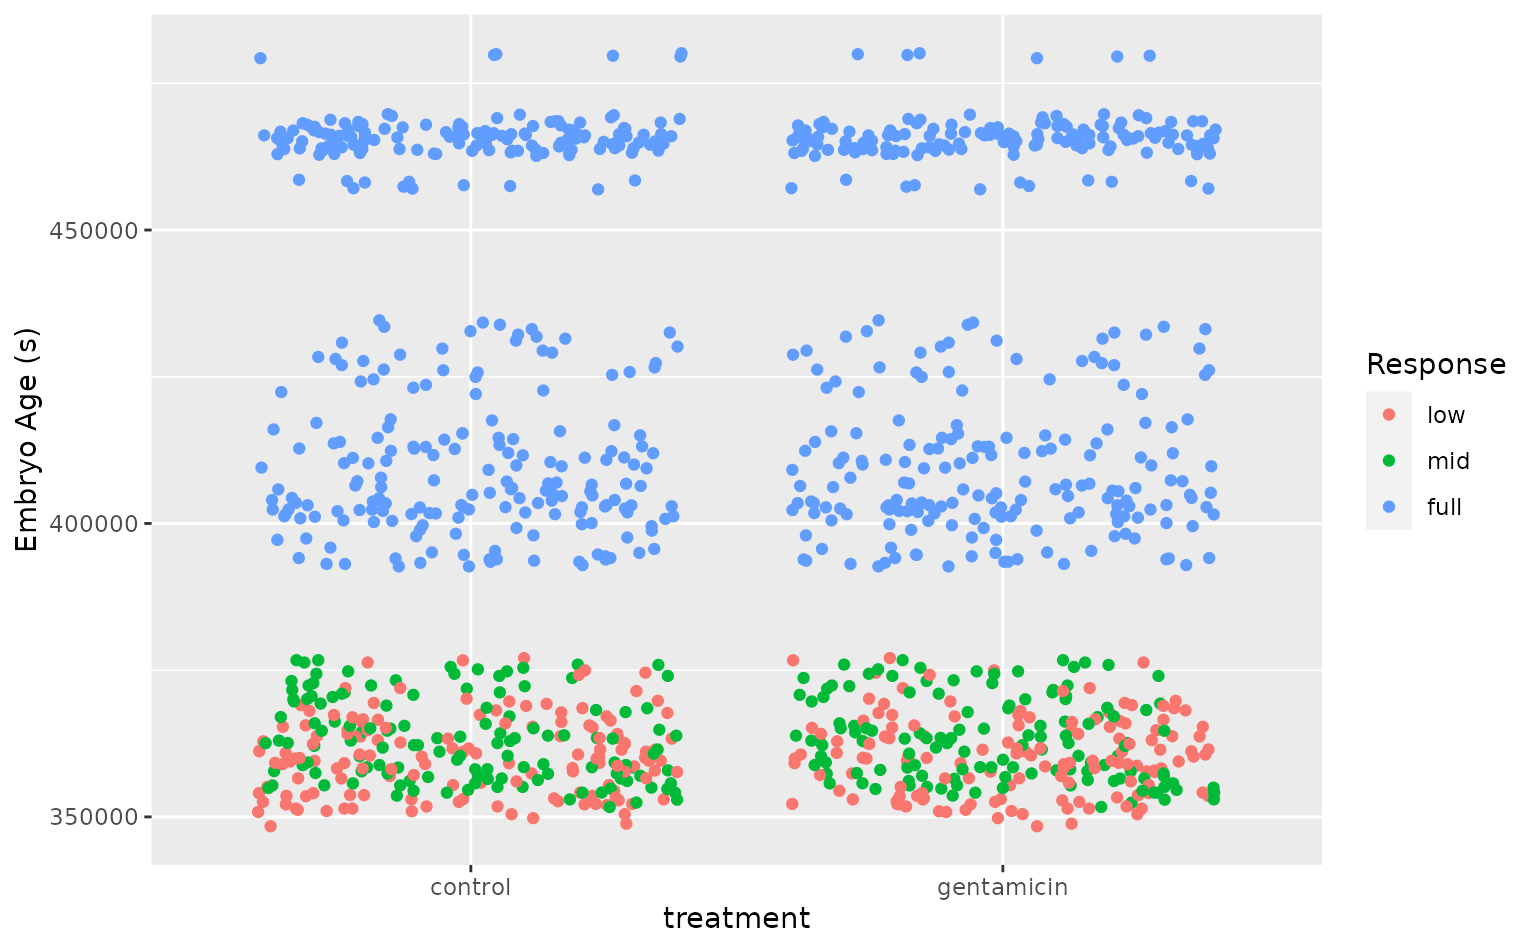 Embryo Age (s)
450000
400000
350000
control
gentamicin
treatment
Response
low
mid
full